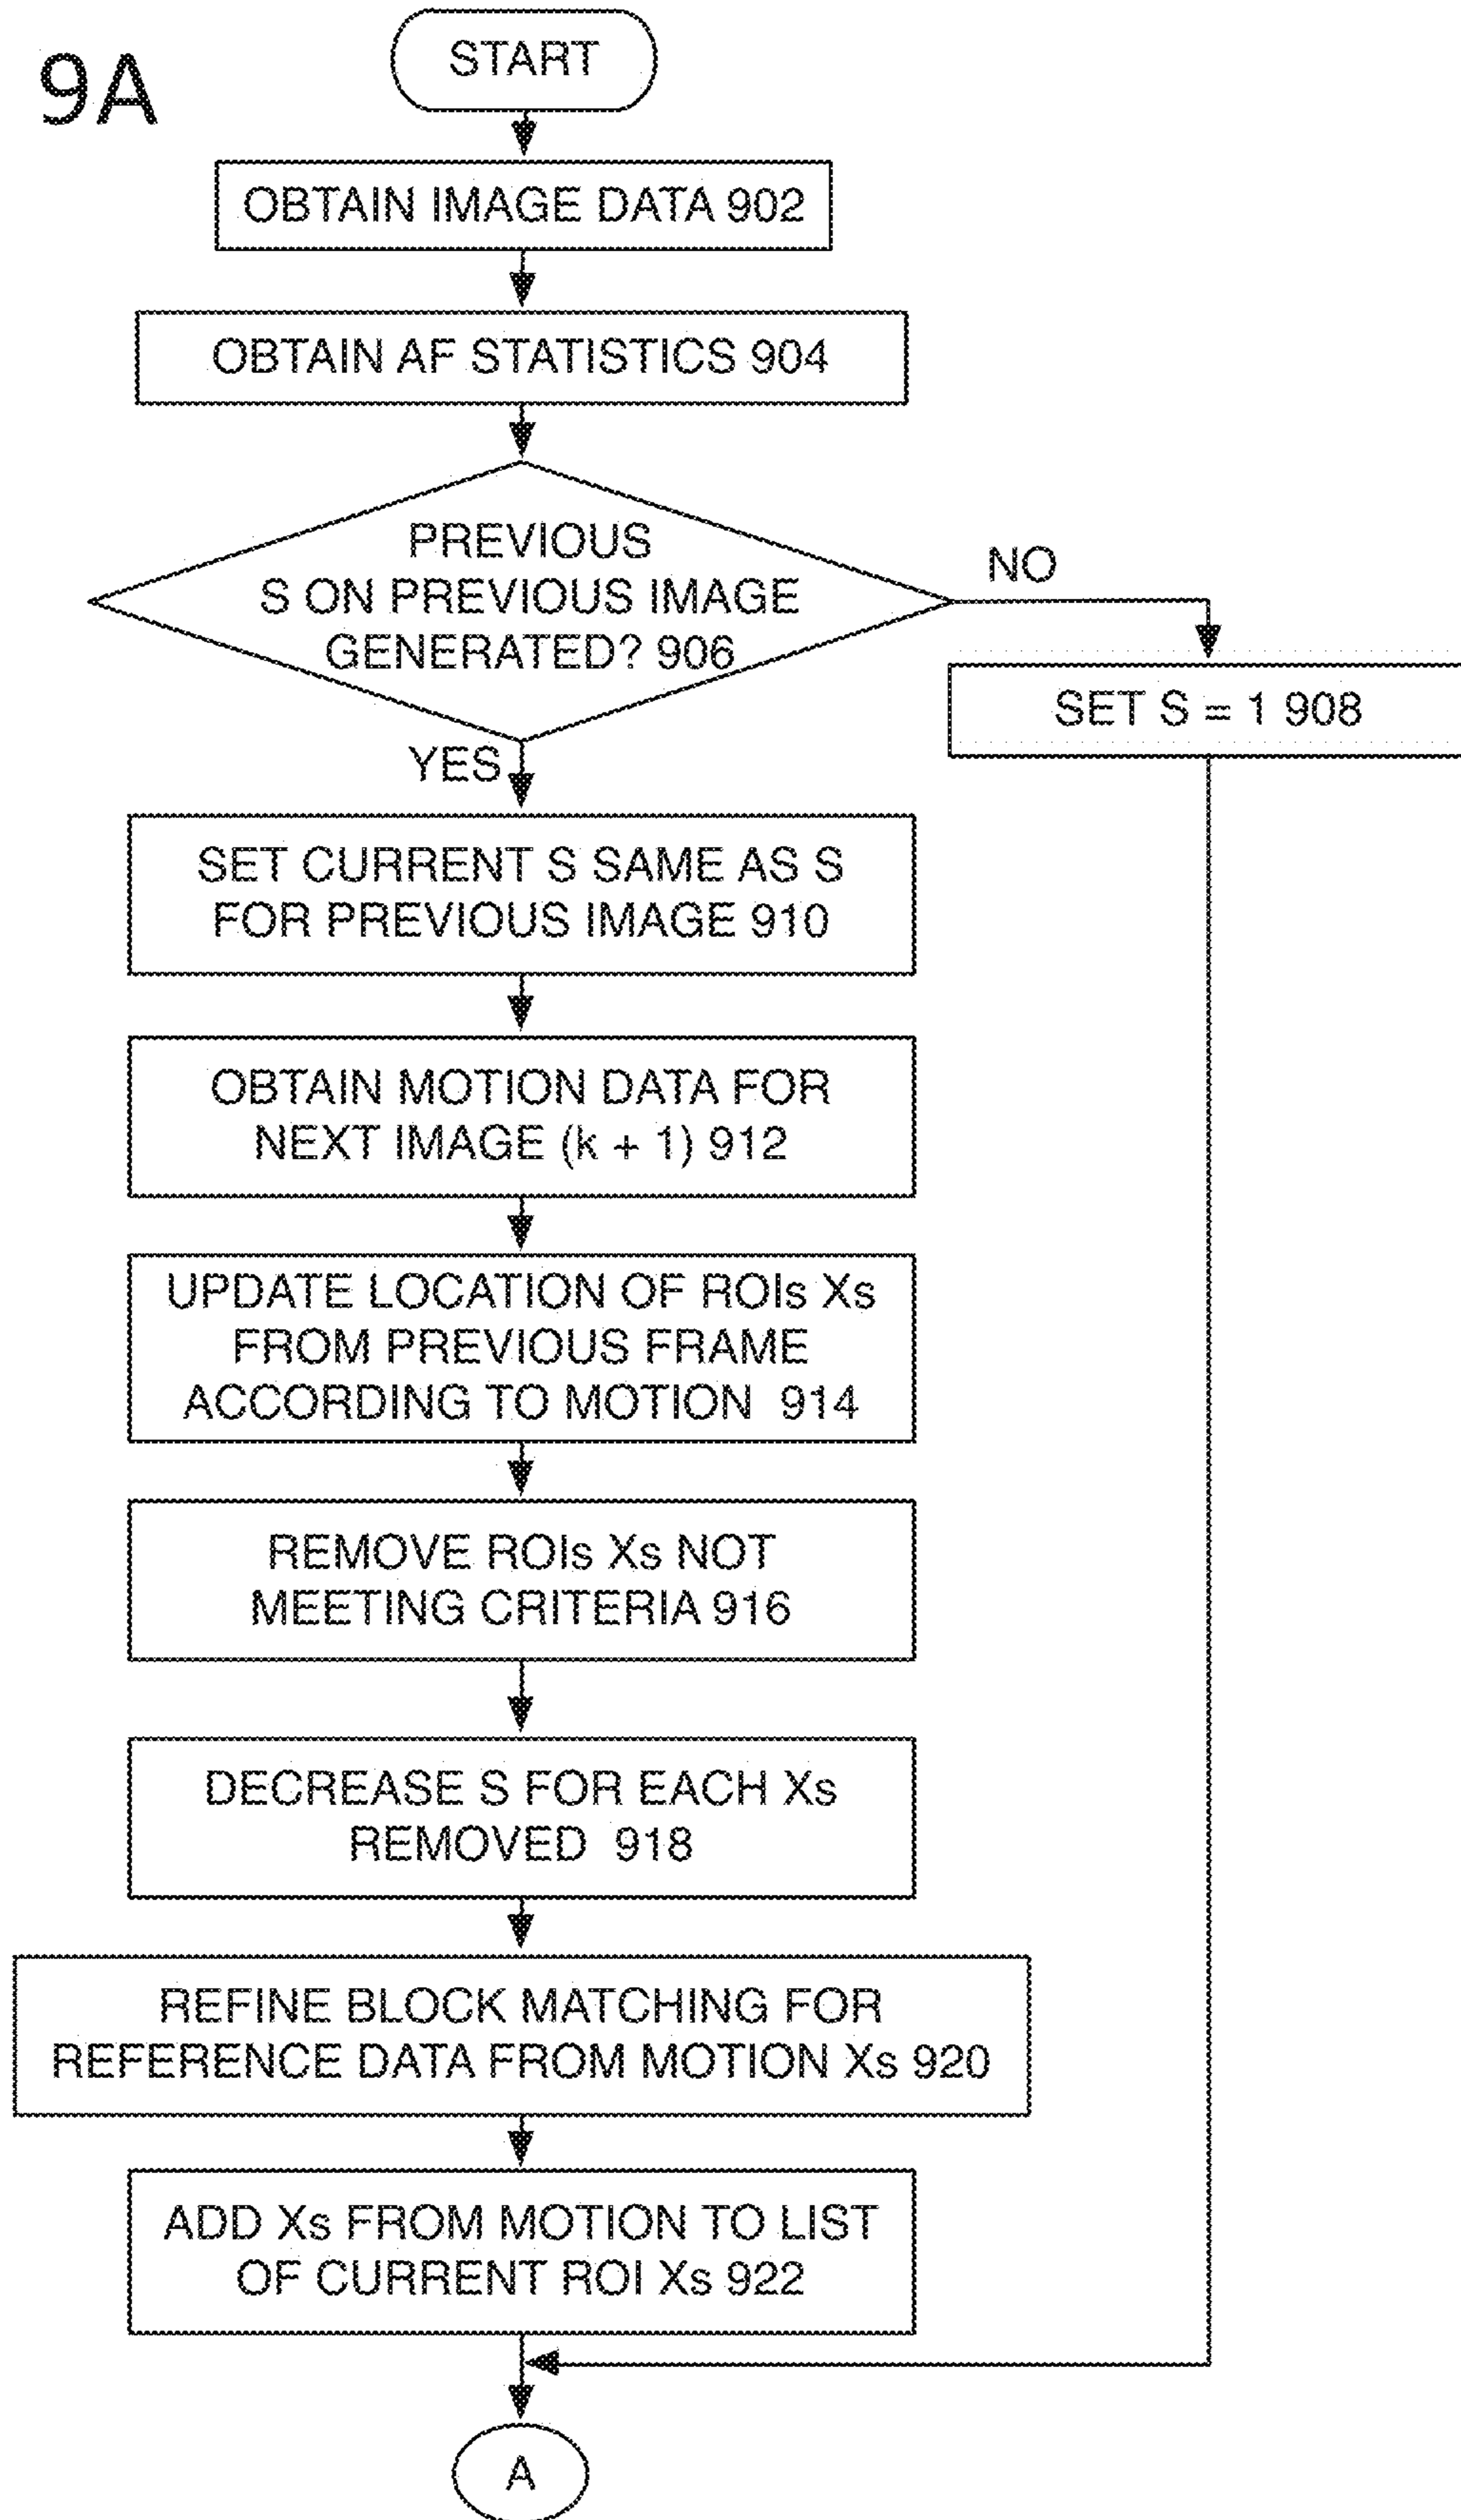 9A
START
OBTAIN IMAGE DATA 902
OBTAIN AF STATISTICS 904
PREVIOUS
S ON PREVIOUS IMAGE
GENERATED? 906
NO
SET S = 1 908
YES
SET CURRENT S SAME AS S
FOR PREVIOUS IMAGE 910
OBTAIN MOTION DATA FOR
NEXT IMAGE (k + 1) 912
UPDATE LOCATION OF ROIs Xs
FROM PREVIOUS FRAME
ACCORDING TO MOTION 914
REMOVE ROIs Xs NOT
MEETING CRITERIA 916
DECREASE S FOR EACH Xs
REMOVED 918
REFINE BLOCK MATCHING FOR
REFERENCE DATA FROM MOTION Xs 920
ADD Xs FROM MOTION TO LIST
OF CURRENT ROI Xs 922
A